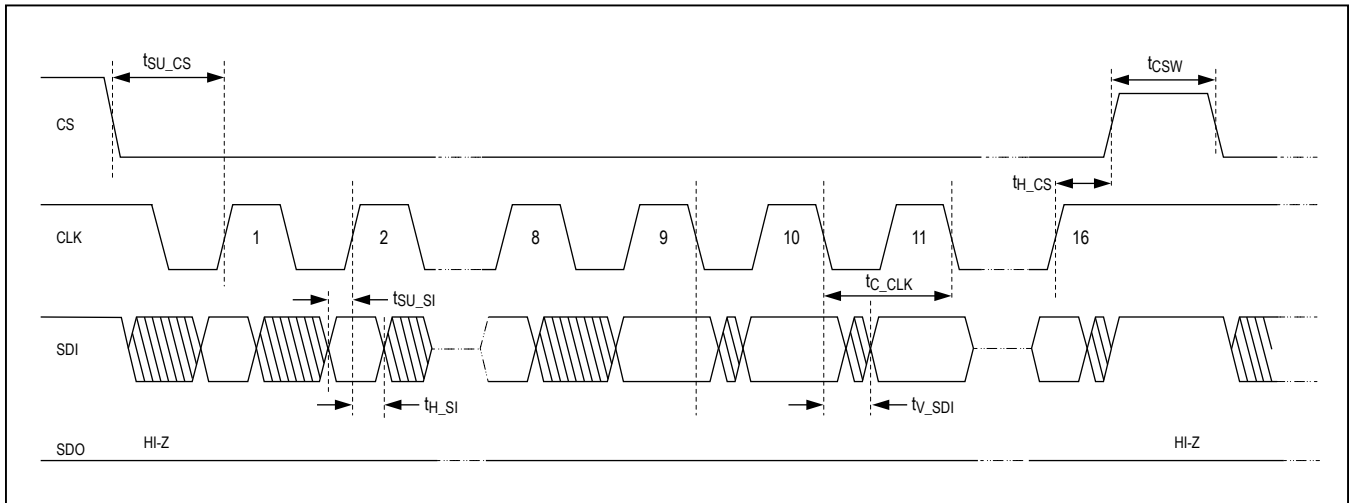 tSU_CS
tCSW
CS
tH_CS
CLK
1
2
8
9
10
11
16
tC_CLK
tSU_SI
SDI
tH_SI
tV_SDI
HI-Z
HI-Z
SDO